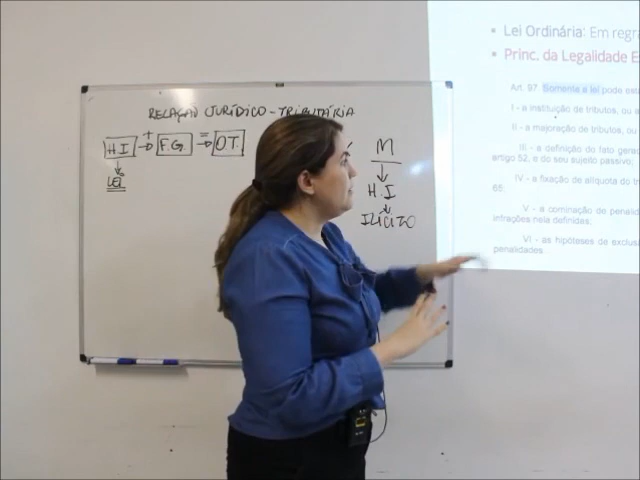 RELAÇÃO JURÍDICO-TRIBUTÁRIA
H.I + F.G. = O.T.
LEI
M
H.I
ILÍCITO
Lei Ordinária: Em regra
Princ. da Legalidade E
Art. 97. Somente a lei pode esta
I - a instituição de tributos, ou
II - a majoração de tributos, ou
III - a definição do fato gerad
artigo 52, e do seu sujeito passivo;
IV - a fixação de alíquota do tr
65;
V - a cominação de penalid
infrações nela definidas;
VI - as hipóteses de exclus
penalidades.